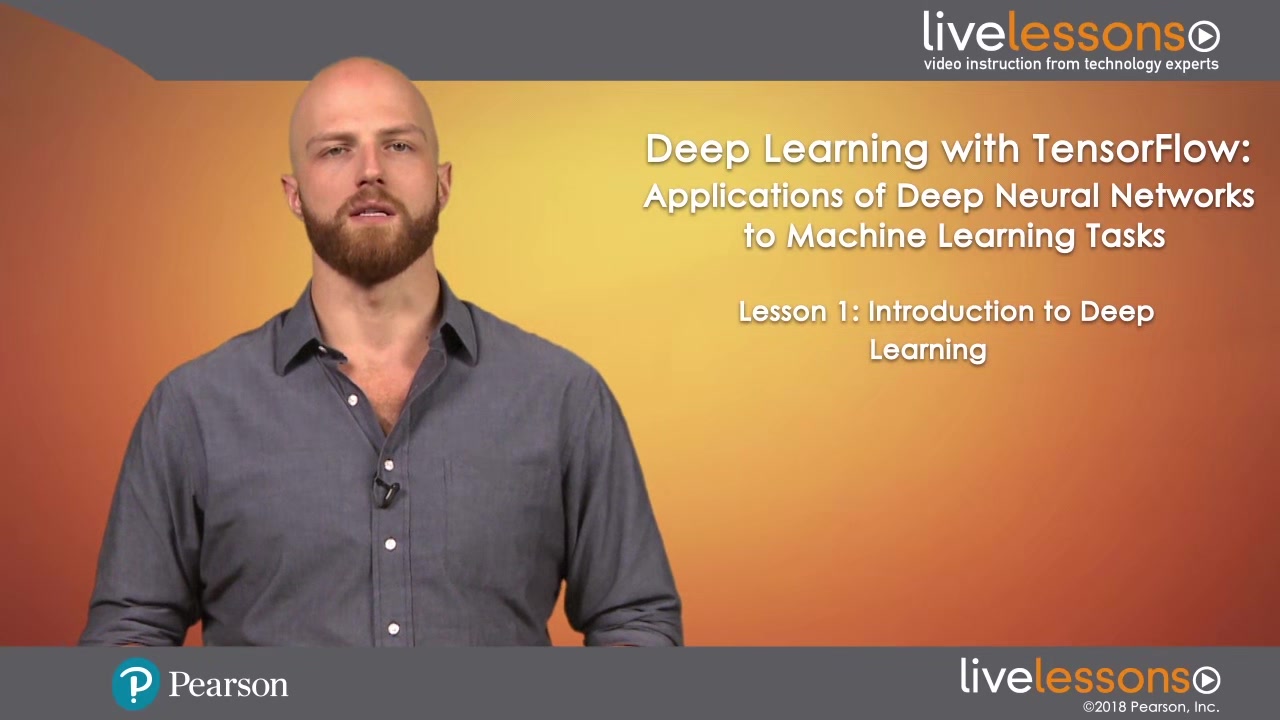 livelessons
video instruction from technology experts
Deep Learning with TensorFlow:
Applications of Deep Neural Networks
to Machine Learning Tasks
Lesson 1: Introduction to Deep
Learning
Pearson
livelessons
©2018 Pearson, Inc.